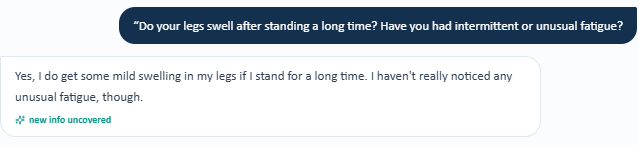 “Do your legs swell after standing a long time? Have you had intermittent or unusual fatigue?
Yes, I do get some mild swelling in my legs if I stand for a long time. I haven't really noticed any
unusual fatigue, though.
new info uncovered